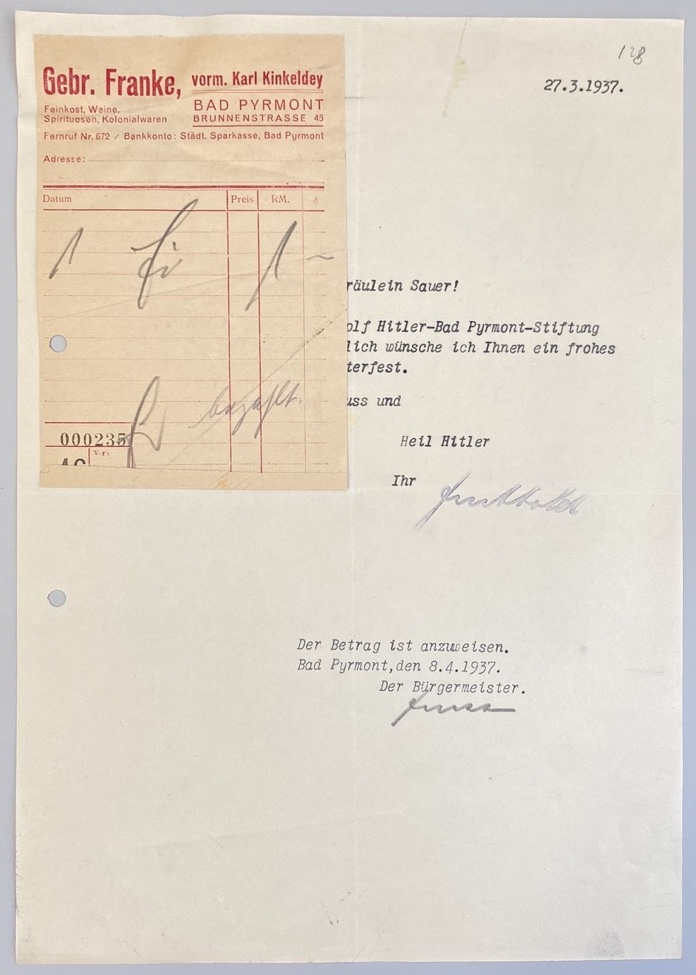 128
27.3.1937.
Gebr. Franke, vorm. Karl Kinkeldey
Feinkost, Weine,
Spirituosen, Kolonialwaren
BAD PYRMONT
BRUNNENSTRASSE 45
Fernruf Nr. 672 / Bankkonto: Städt. Sparkasse, Bad Pyrmont
Adresse:
Datum Preis RM. ₰
1 Ei 1 –
bezahlt.
000235
räulein Sauer!
olf Hitler-Bad Pyrmont-Stiftung
lich wünsche ich Ihnen ein frohes
terfest.
uss und
Heil Hitler
Ihr
Der Betrag ist anzuweisen.
Bad Pyrmont,den 8.4.1937.
Der Bürgermeister.